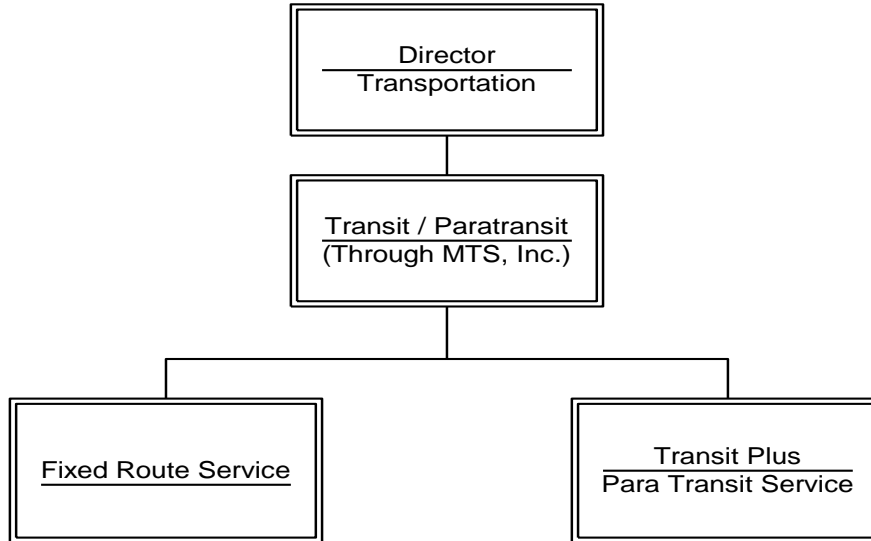 Director
Transportation
Transit / Paratransit
(Through MTS, Inc.)
Fixed Route Service
Transit Plus
Para Transit Service